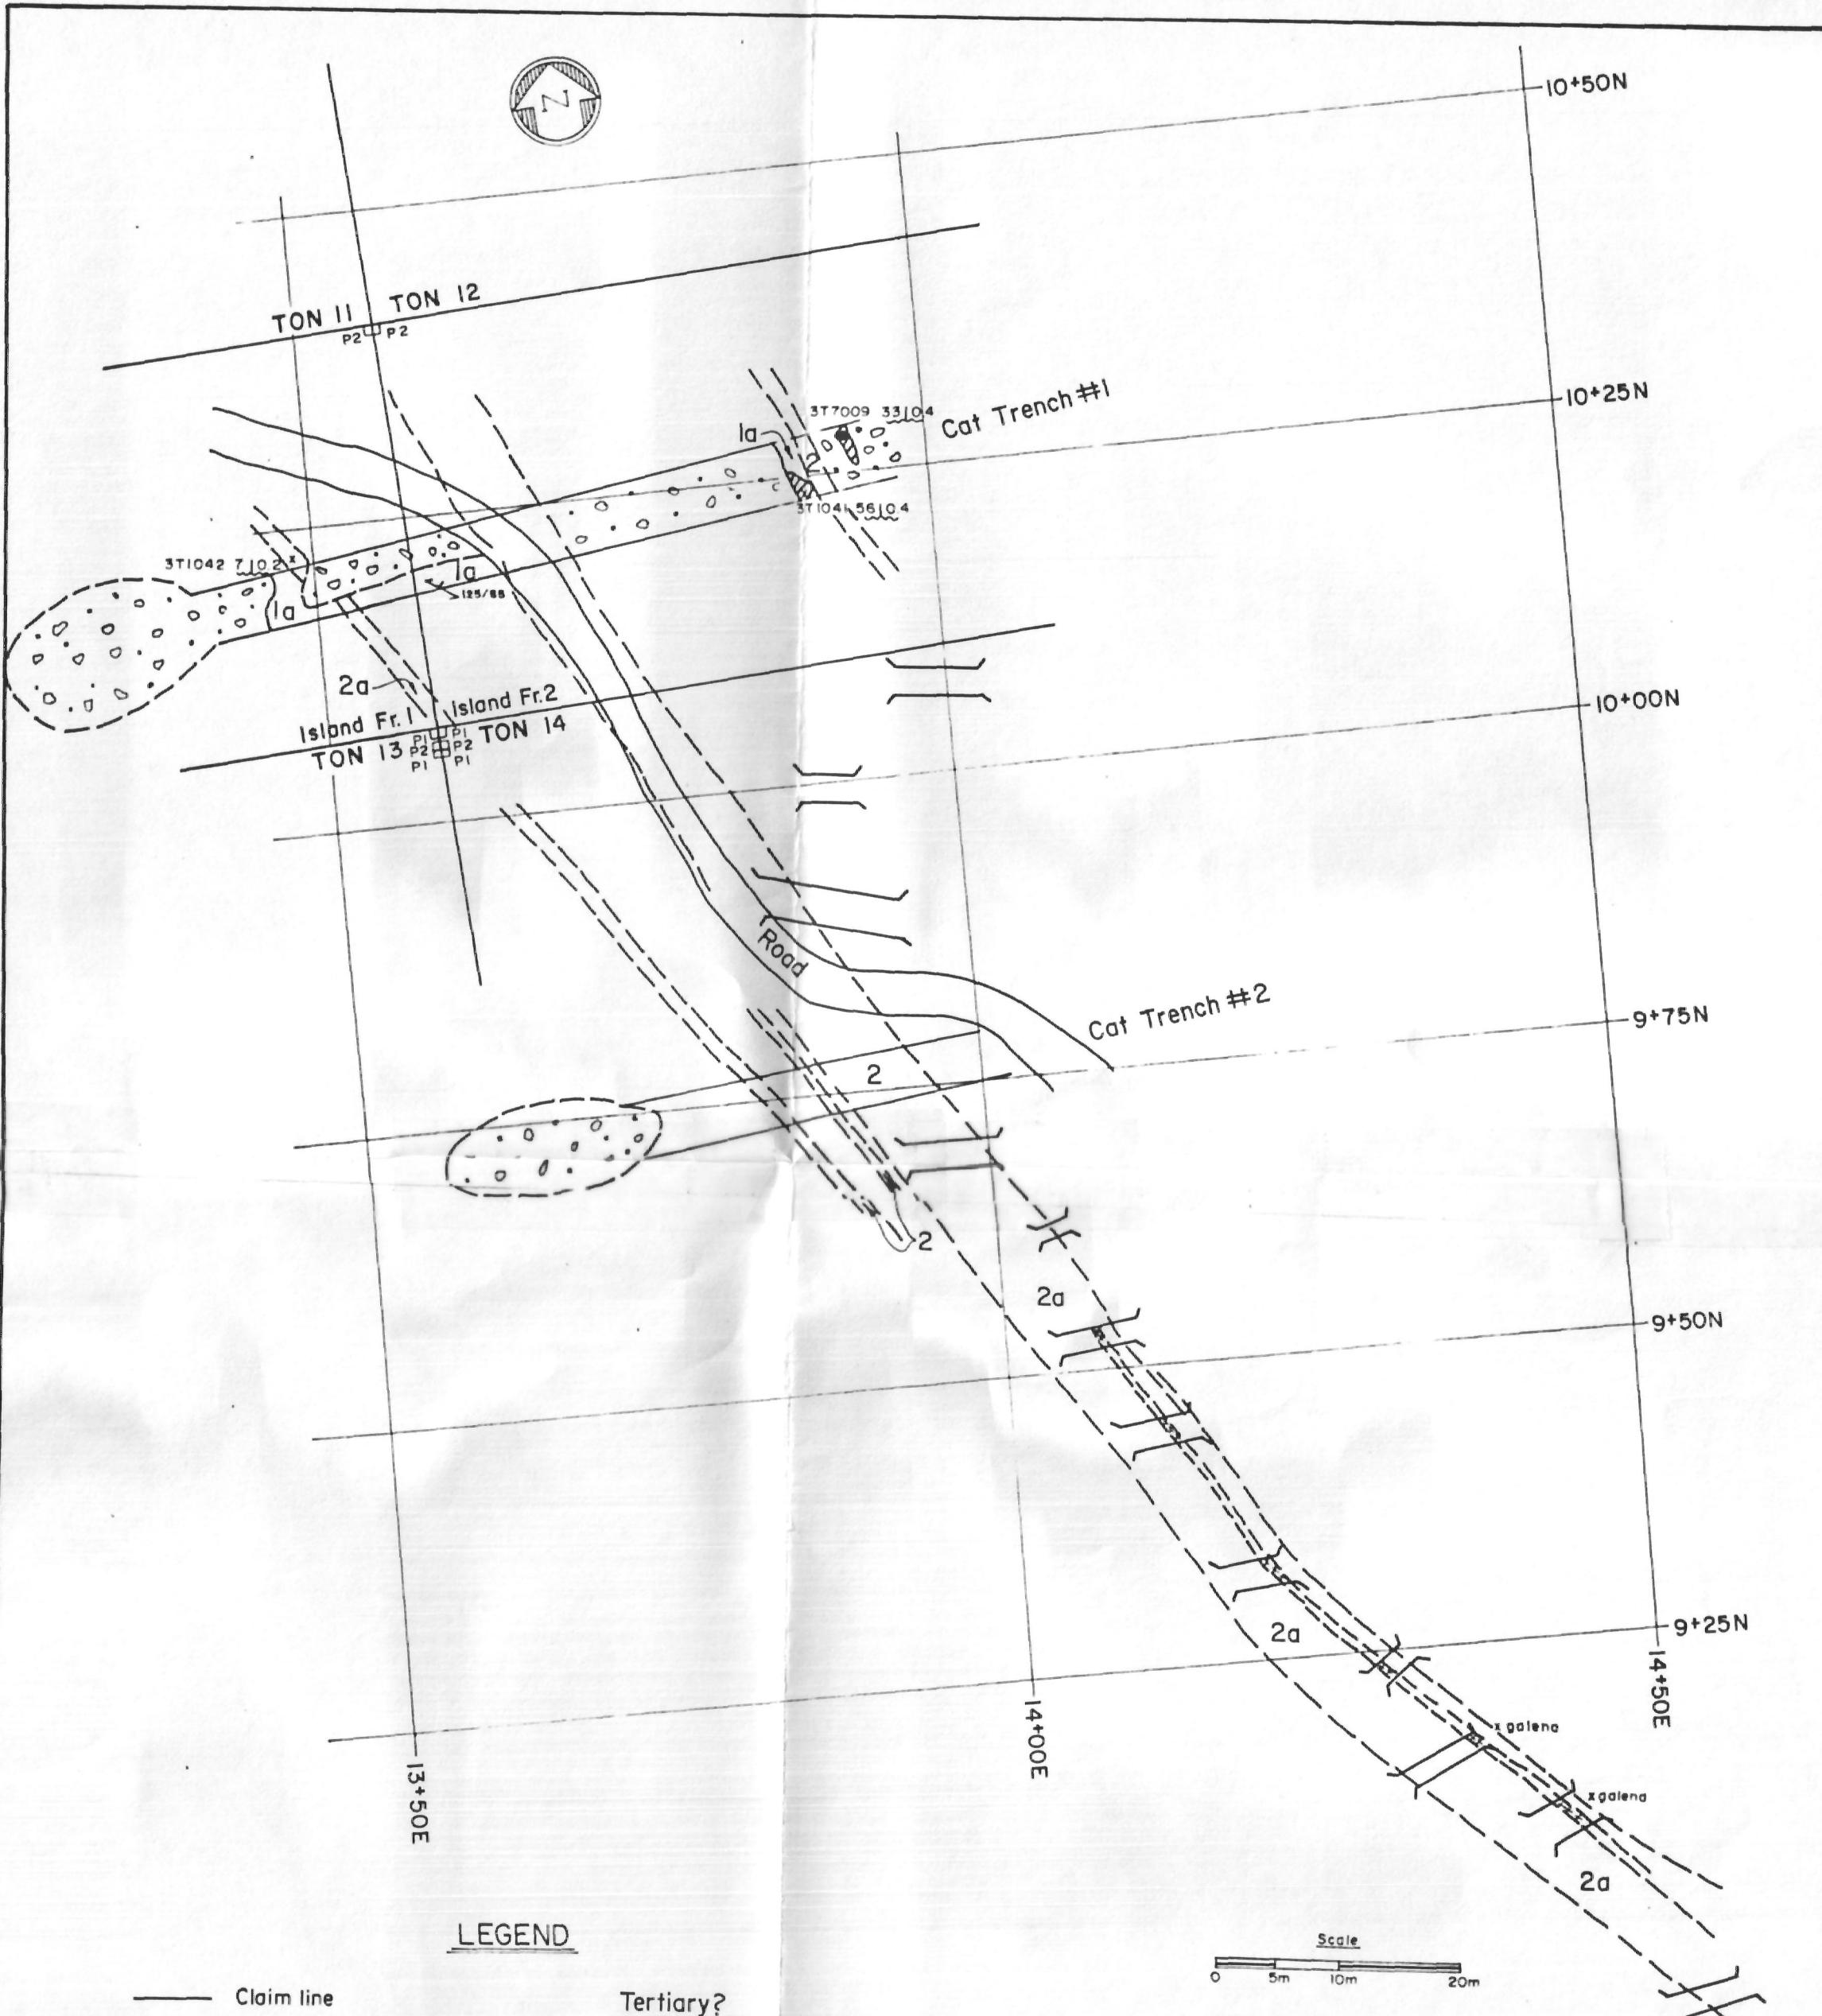 N
10+50N
TON 11 TON 12
P2 P2
10+25N
Cat Trench #1
3T7009 33|0.4
1a
2
3T1041 56|0.4
3T1042 7|0.2 x
1a
1a
125/88
2a
Island Fr.1 Island Fr.2
TON 13 TON 14
P1 P1
P2 P2
P1 P1
10+00N
Road
Cat Trench #2
9+75N
2
2
2a
9+50N
2a
9+25N
14+50E
14+00E
13+50E
x galena
x galena
2a
LEGEND
Scale
0 5m 10m 20m
Claim line
Tertiary?